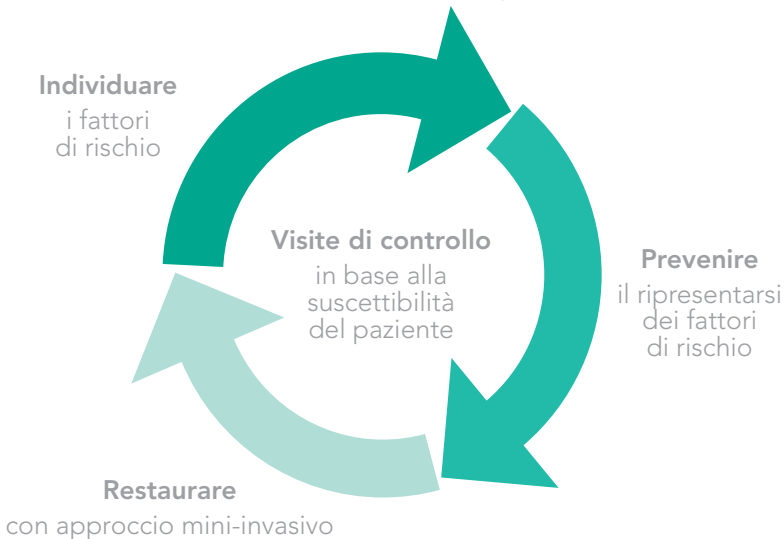 Individuare
i fattori
di rischio
Visite di controllo
in base alla
suscettibilità
del paziente
Prevenire
il ripresentarsi
dei fattori
di rischio
Restaurare
con approccio mini-invasivo